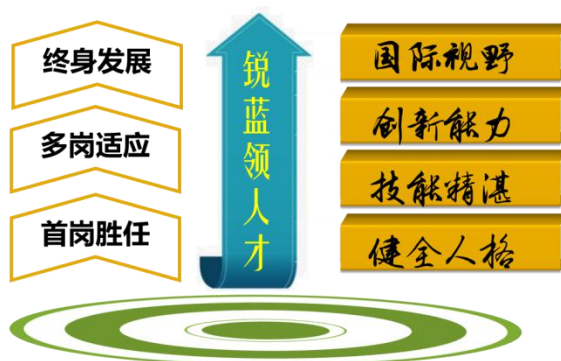 终身发展
多岗适应
首岗胜任
锐蓝领人才
国际视野
创新能力
技能精湛
健全人格